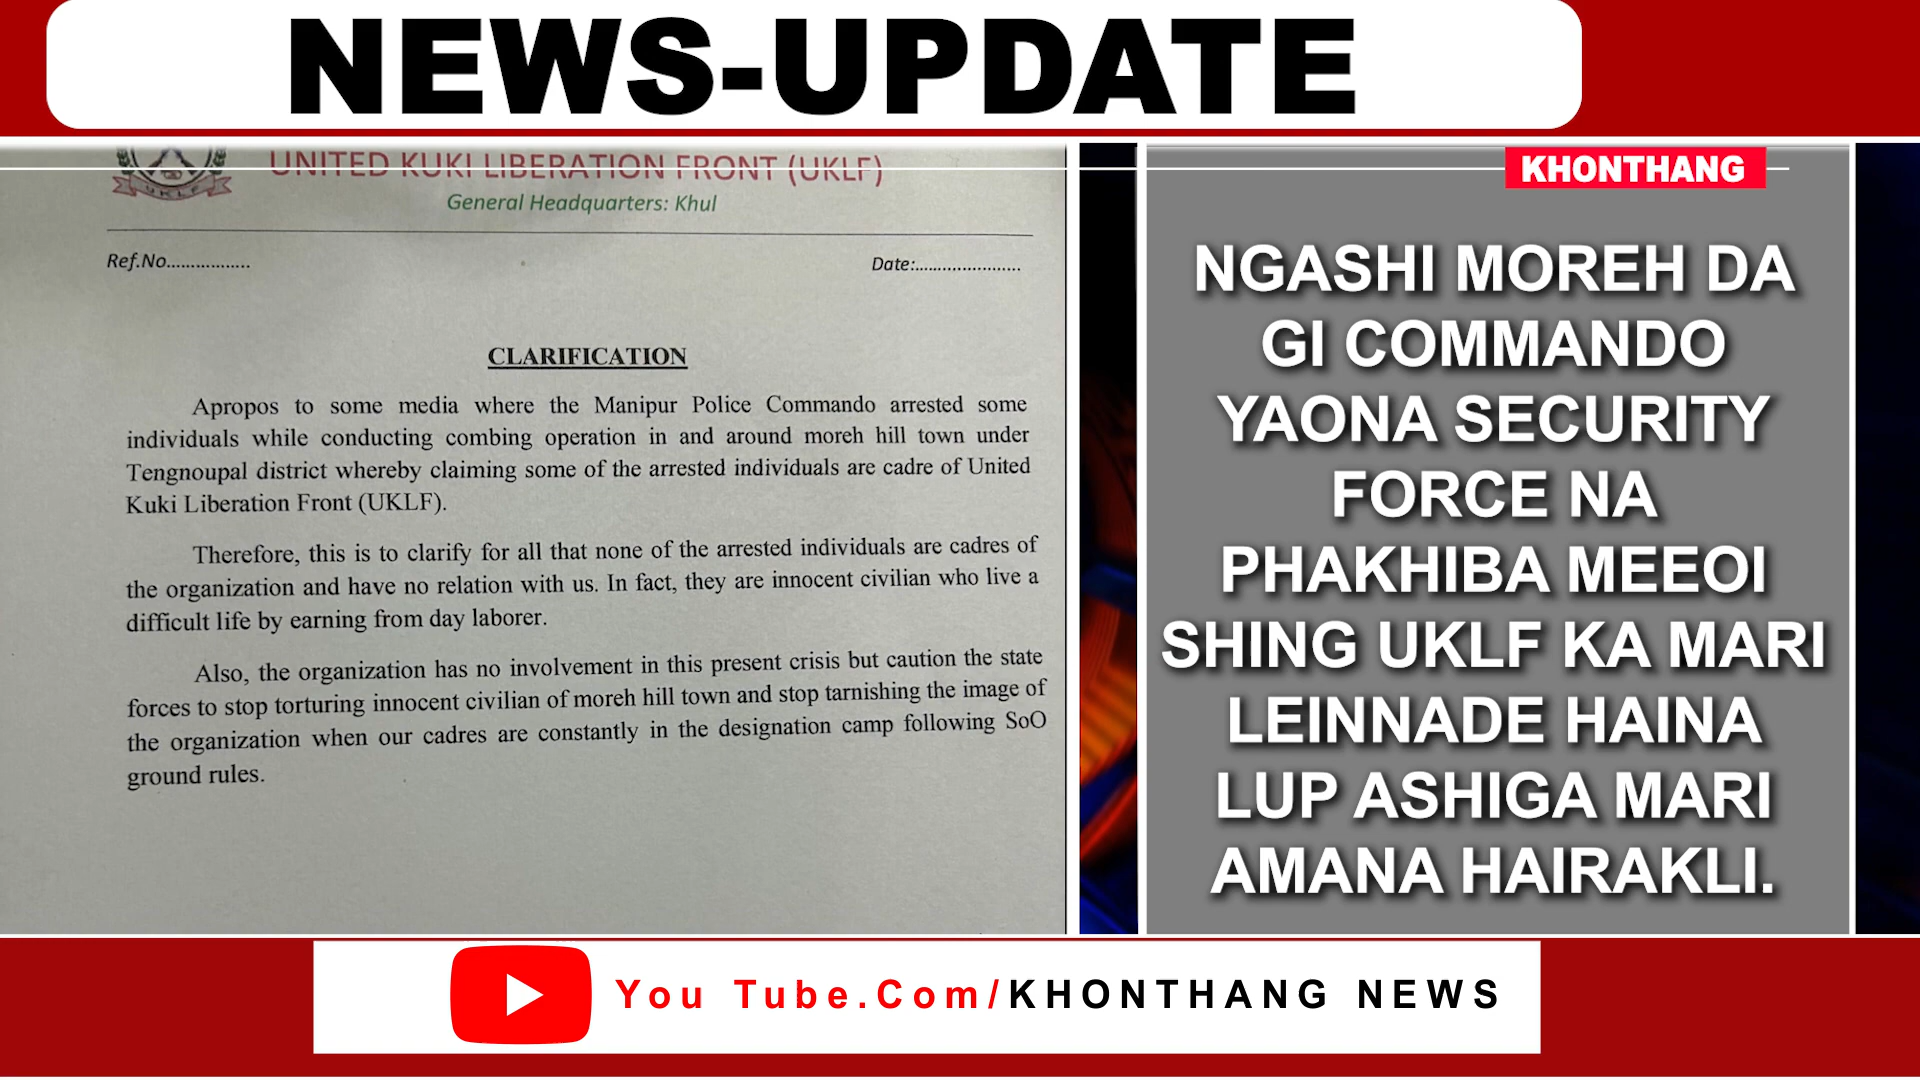 NEWS-UPDATE
UKLF
UNITED KUKI LIBERATION FRONT (UKLF)
General Headquarters: Khul
Ref.No.................
Date:......................
CLARIFICATION
Apropos to some media where the Manipur Police Commando arrested some
individuals while conducting combing operation in and around moreh hill town under
Tengnoupal district whereby claiming some of the arrested individuals are cadre of United
Kuki Liberation Front (UKLF).
Therefore, this is to clarify for all that none of the arrested individuals are cadres of
the organization and have no relation with us. In fact, they are innocent civilian who live a
difficult life by earning from day laborer.
Also, the organization has no involvement in this present crisis but caution the state
forces to stop torturing innocent civilian of moreh hill town and stop tarnishing the image of
the organization when our cadres are constantly in the designation camp following SoO
ground rules.
KHONTHANG
NGASHI MOREH DA
GI COMMANDO
YAONA SECURITY
FORCE NA
PHAKHIBA MEEOI
SHING UKLF KA MARI
LEINNADE HAINA
LUP ASHIGA MARI
AMANA HAIRAKLI.
You Tube.Com/KHONTHANG NEWS